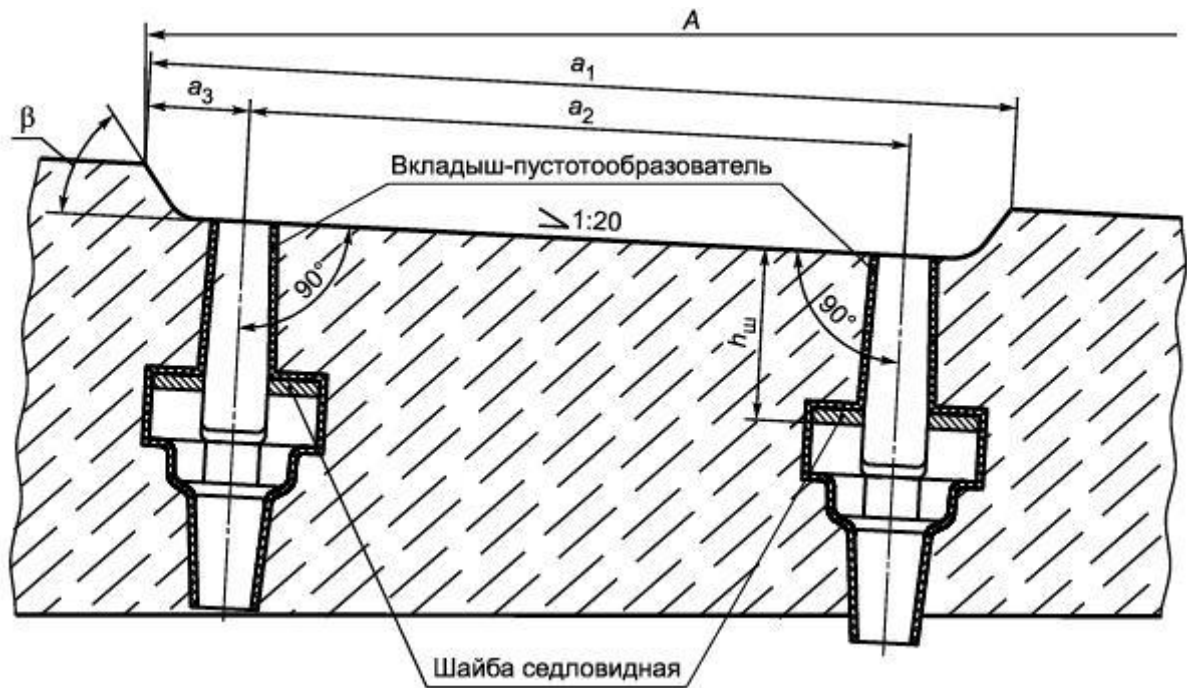 A
a₁
a₃
a₂
β
Вкладыш-пустотообразователь
1:20
90°
90°
hш
Шайба седловидная